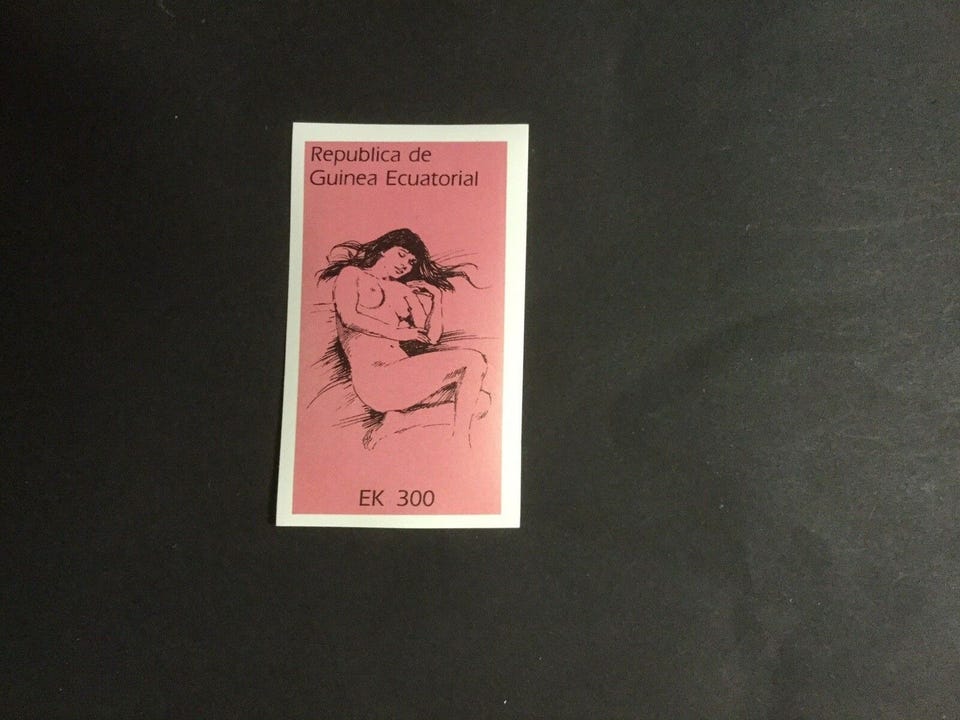 Republica de
Guinea Ecuatorial
EK 300